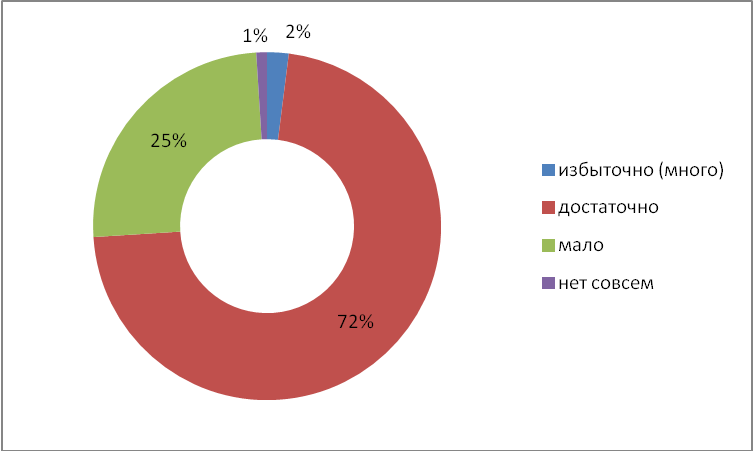 1%
2%
25%
72%
избыточно (много)
достаточно
мало
нет совсем